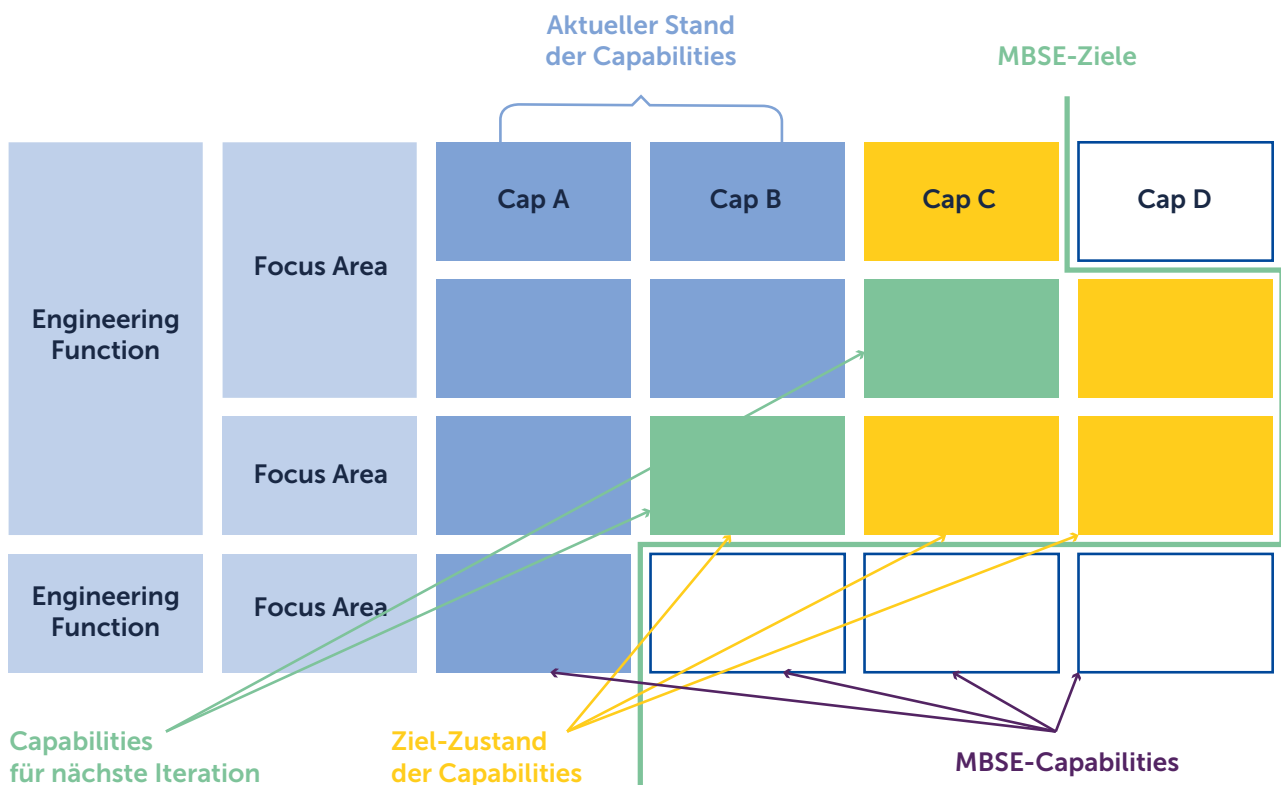 Aktueller Stand
der Capabilities
MBSE-Ziele
Cap A
Cap B
Cap C
Cap D
Focus Area
Engineering
Function
Focus Area
Engineering
Function
Focus Area
Capabilities
für nächste Iteration
Ziel-Zustand
der Capabilities
MBSE-Capabilities